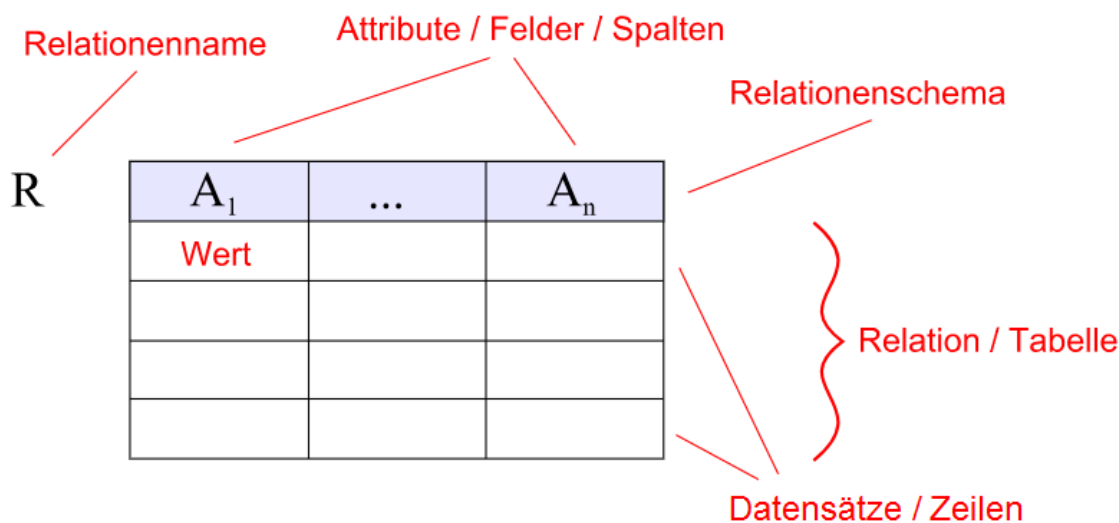 Relationenname
Attribute / Felder / Spalten
Relationenschema
R
A₁ ... Aₙ
Wert
Relation / Tabelle
Datensätze / Zeilen